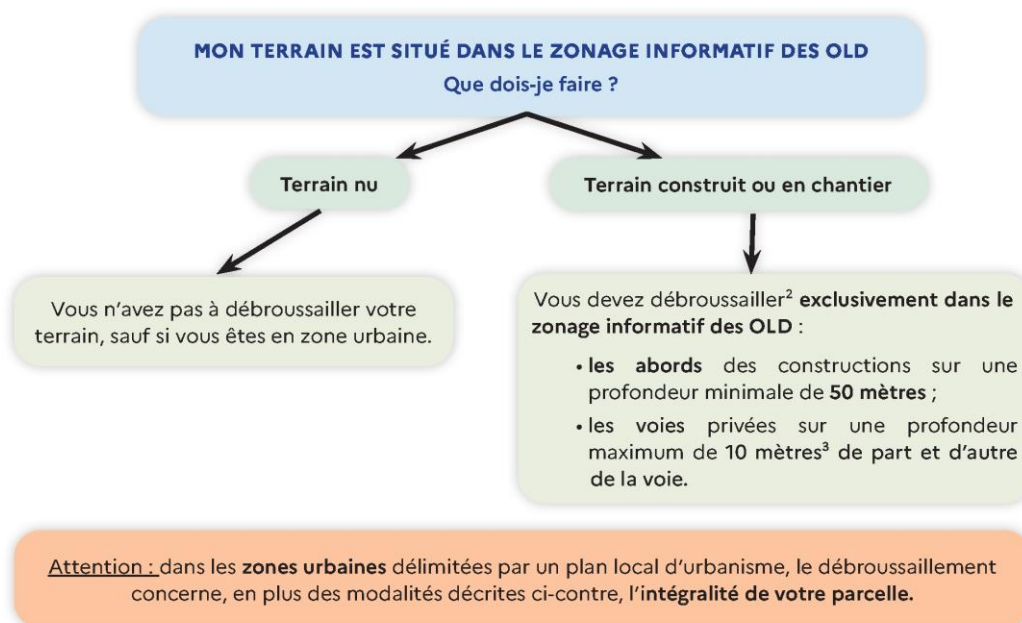 MON TERRAIN EST SITUÉ DANS LE ZONAGE INFORMATIF DES OLD
Que dois-je faire ?
Terrain nu
Terrain construit ou en chantier
Vous n’avez pas à débroussailler votre
terrain, sauf si vous êtes en zone urbaine.
Vous devez débroussailler² exclusivement dans le
zonage informatif des OLD :
• les abords des constructions sur une
profondeur minimale de 50 mètres ;
• les voies privées sur une profondeur
maximum de 10 mètres³ de part et d'autre
de la voie.
Attention : dans les zones urbaines délimitées par un plan local d'urbanisme, le débroussaillement
concerne, en plus des modalités décrites ci-contre, l'intégralité de votre parcelle.